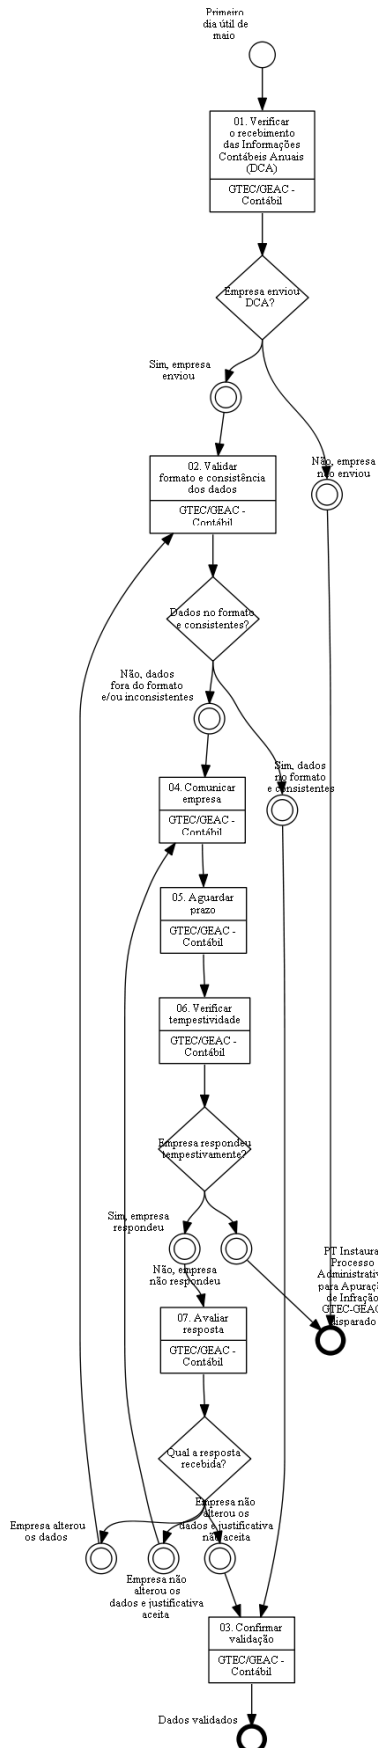 Primeiro
dia útil de
maio
01. Verificar
o recebimento
das Informações
Contábeis Anuais
(DCA)
GTEC/GEAC -
Contábil
Empresa enviou
DCA?
Sim, empresa
enviou
Não, empresa
não enviou
02. Validar
formato e consistência
dos dados
GTEC/GEAC -
Contábil
Dados no formato
e consistentes?
Não, dados
fora do formato
e/ou inconsistentes
Sim, dados
no formato
e consistentes
04. Comunicar
empresa
GTEC/GEAC -
Contábil
05. Aguardar
prazo
GTEC/GEAC -
Contábil
06. Verificar
tempestividade
GTEC/GEAC -
Contábil
Empresa respondeu
tempestivamente?
Sim, empresa
respondeu
Não, empresa
não respondeu
PT Instaurar
Processo
Administrativo
para Apuração
de Infração
GTEC-GEAC
disparado
07. Avaliar
resposta
GTEC/GEAC -
Contábil
Qual a resposta
recebida?
Empresa alterou
os dados
Empresa não
alterou os
dados e justificativa
aceita
Empresa não
alterou os
dados e justificativa
não aceita
03. Confirmar
validação
GTEC/GEAC -
Contábil
Dados validados